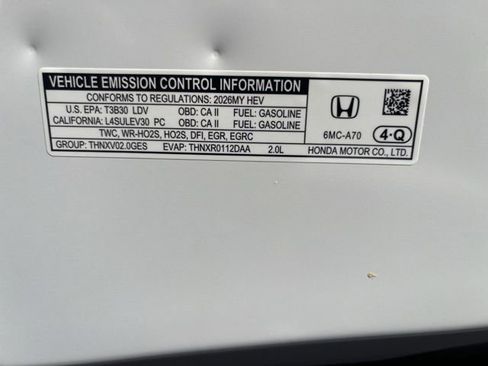 VEHICLE EMISSION CONTROL INFORMATION
CONFORMS TO REGULATIONS: 2026MY HEV
U.S. EPA: T3B30 LDV OBD: CA II FUEL: GASOLINE
CALIFORNIA: L4SULEV30 PC OBD: CA II FUEL: GASOLINE
TWC, WR-HO2S, HO2S, DFI, EGR, EGRC
GROUP: THNXV02.0GES EVAP: THNXR0112DAA 2.0L
6MC-A70 4-Q
HONDA MOTOR CO., LTD.